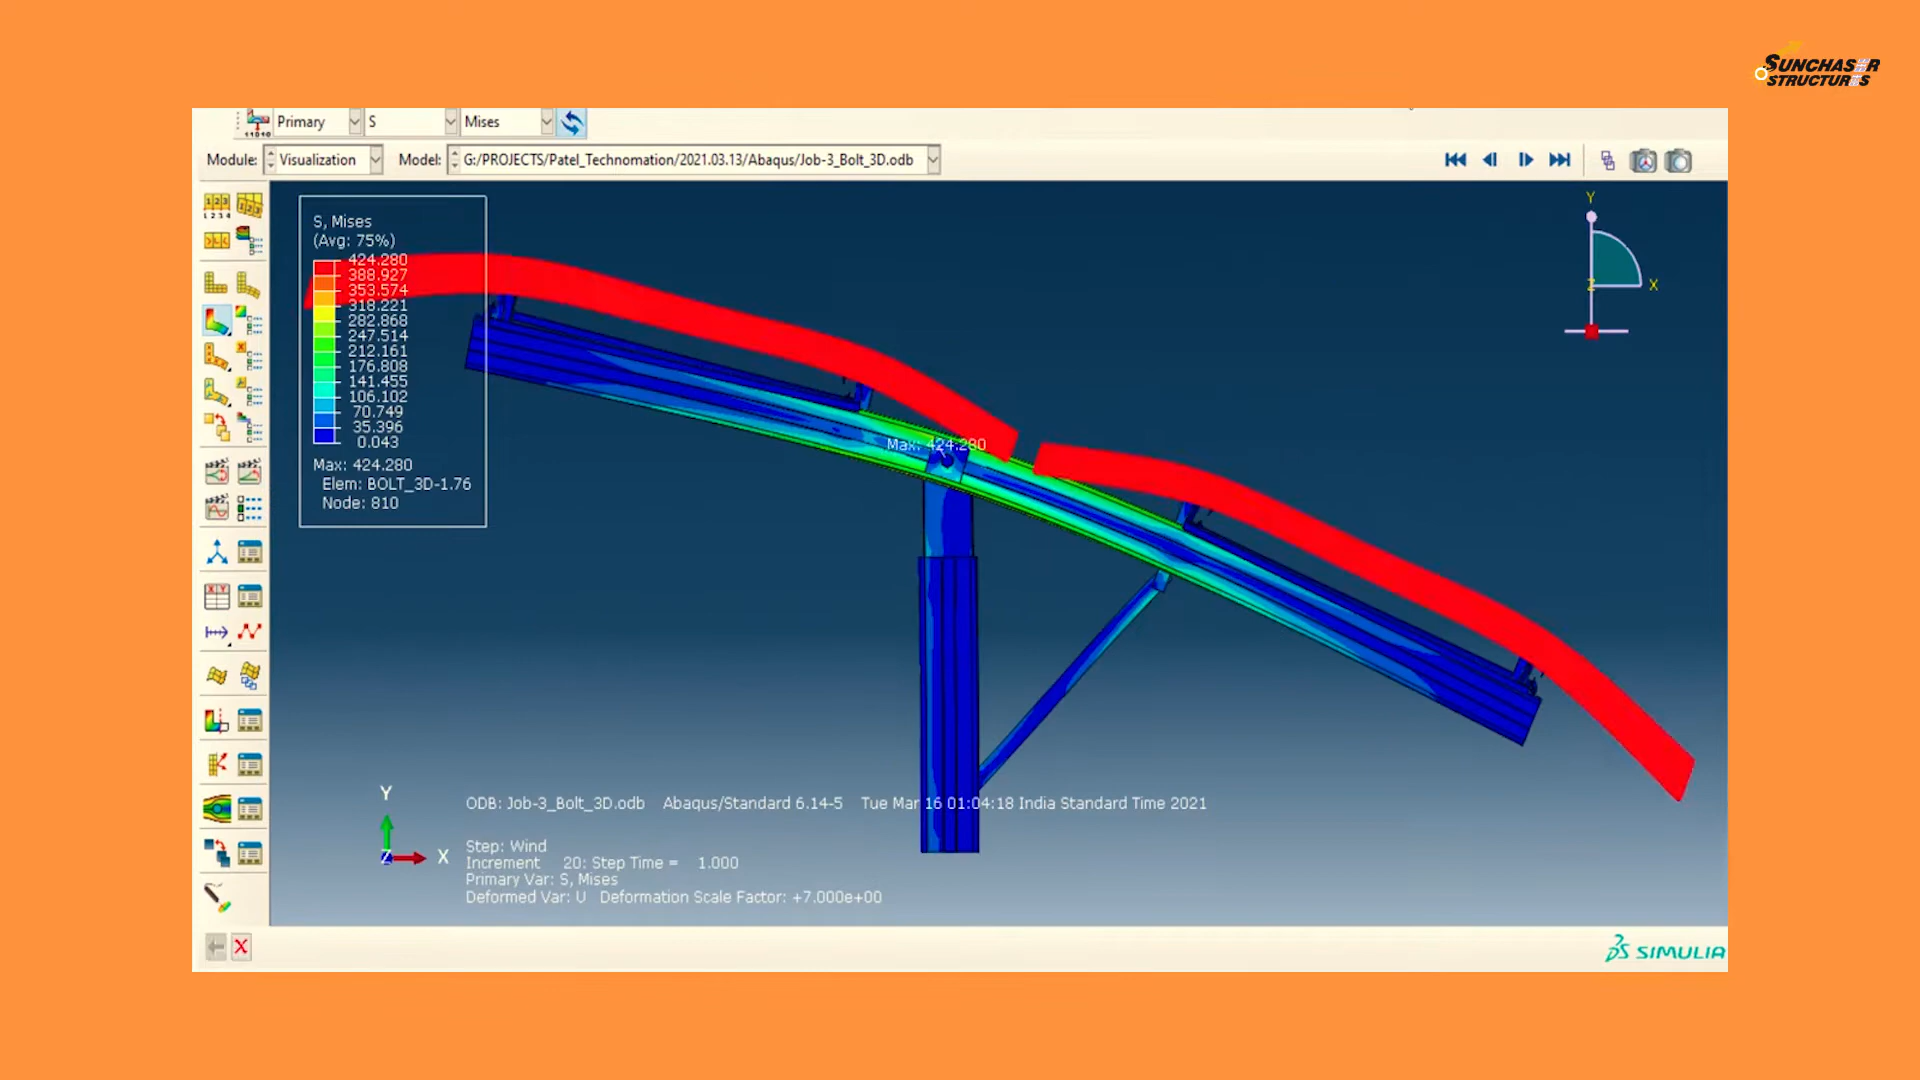 SUNCHASER
STRUCTURES
Primary S Mises
Module: Visualization Model: G:/PROJECTS/Patel_Technomation/2021.03.13/Abaqus/Job-3_Bolt_3D.odb
S, Mises
(Avg: 75%)
424.280
388.927
353.574
318.221
282.868
247.514
212.161
176.808
141.455
106.102
70.749
35.396
0.043
Max: 424.280
Elem: BOLT_3D-1.76
Node: 810
Max: 424.280
Y
X
Z
Y
X
Z
ODB: Job-3_Bolt_3D.odb Abaqus/Standard 6.14-5 Tue Mar 16 01:04:18 India Standard Time 2021
Step: Wind
Increment 20: Step Time = 1.000
Primary Var: S, Mises
Deformed Var: U Deformation Scale Factor: +7.000e+00
SIMULIA